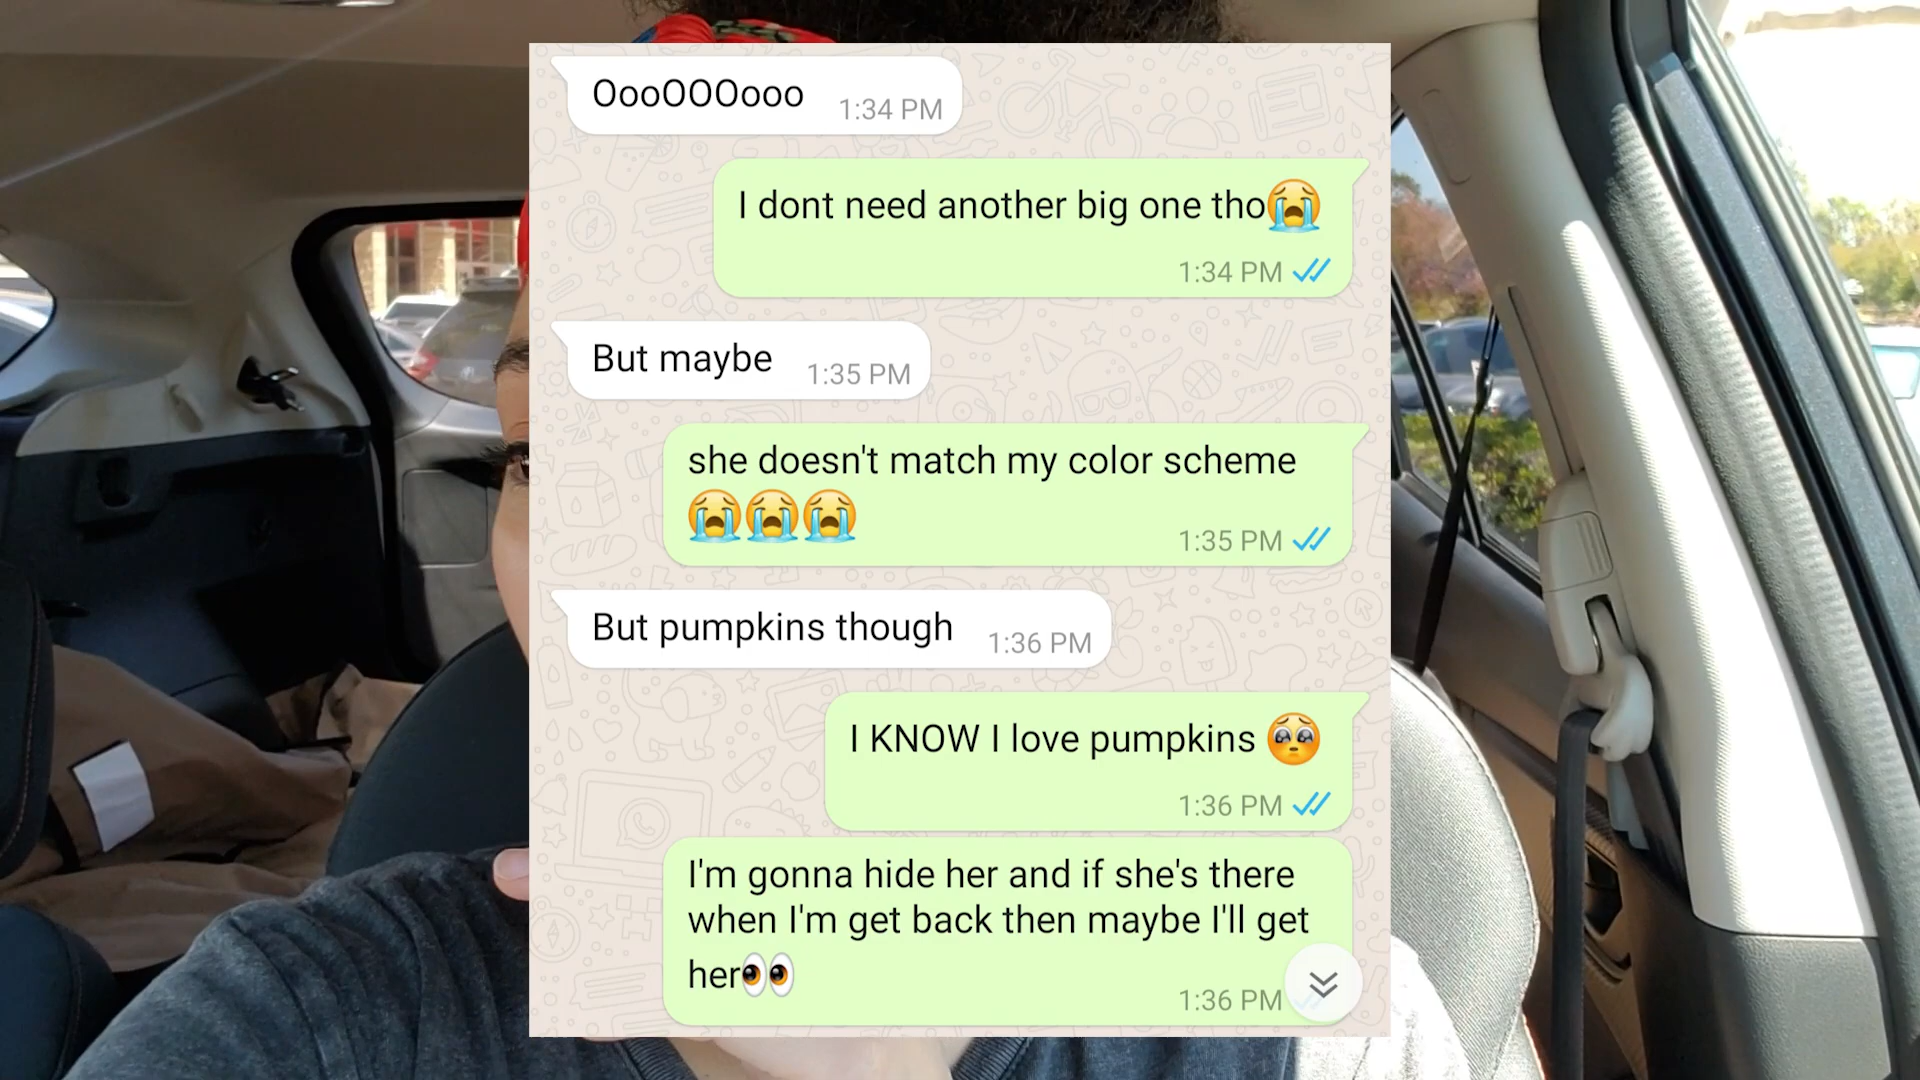 OooOOOooo 1:34 PM
I dont need another big one tho😭
1:34 PM
But maybe 1:35 PM
she doesn't match my color scheme
😭😭😭
1:35 PM
But pumpkins though 1:36 PM
I KNOW I love pumpkins 🥺
1:36 PM
I'm gonna hide her and if she's there
when I'm get back then maybe I'll get
her👀
1:36 PM